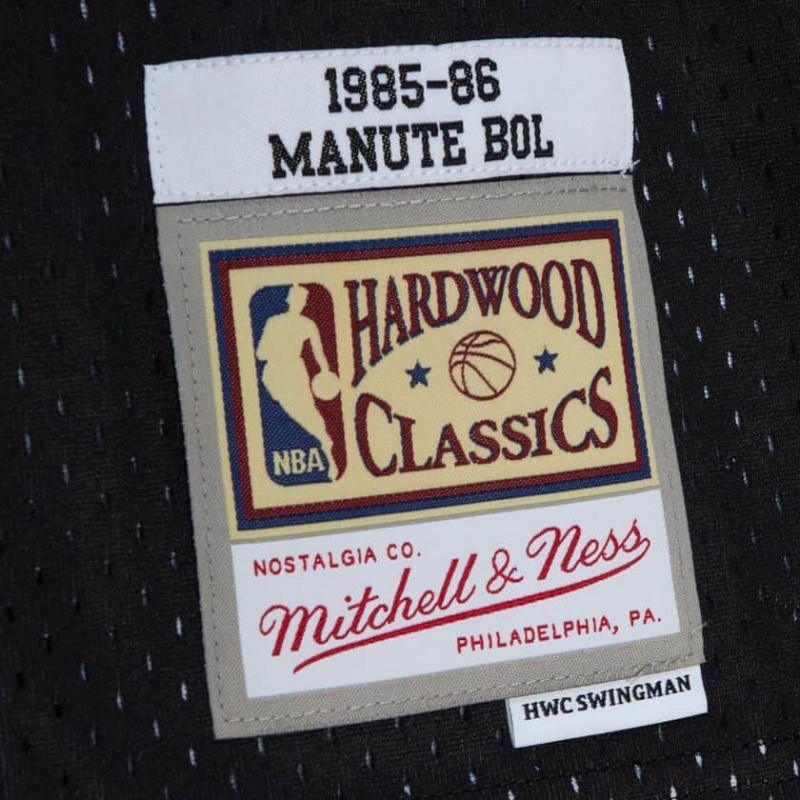 1985-86
MANUTE BOL
HARDWOOD
CLASSICS
NBA
NOSTALGIA CO.
Mitchell & Ness
PHILADELPHIA, PA.
HWC SWINGMAN